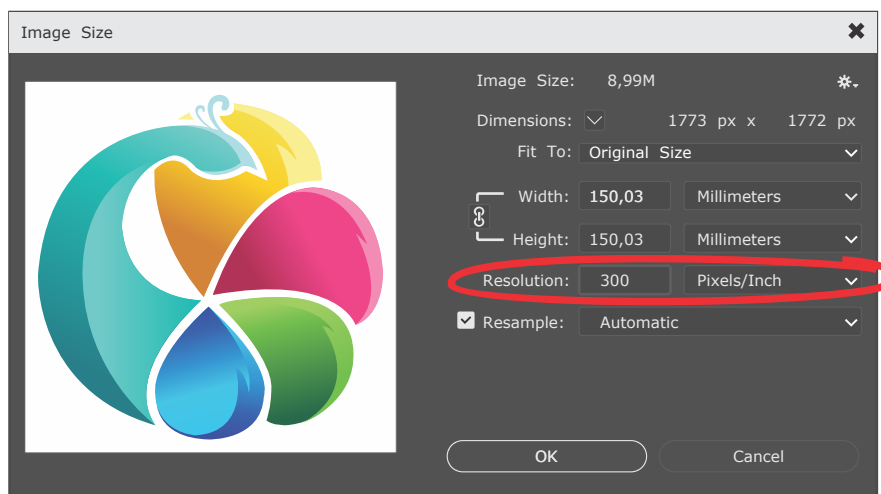 Image Size
Image Size: 8,99M
Dimensions: 1773 px x 1772 px
Fit To: Original Size
Width: 150,03 Millimeters
Height: 150,03 Millimeters
Resolution: 300 Pixels/Inch
Resample: Automatic
OK Cancel